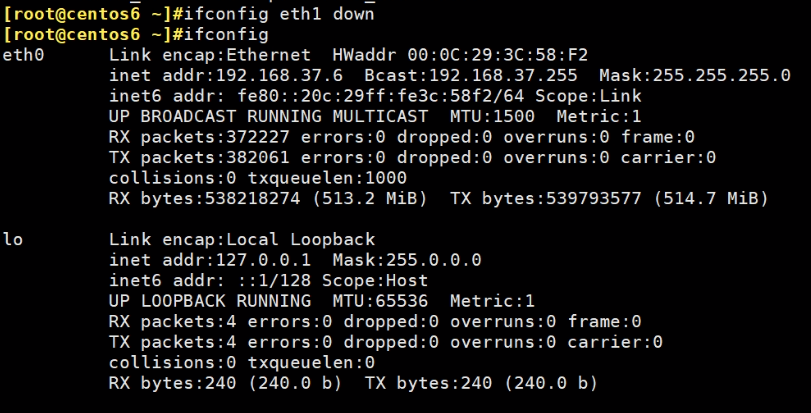 [root@centos6 ~]#ifconfig eth1 down
[root@centos6 ~]#ifconfig
eth0      Link encap:Ethernet  HWaddr 00:0C:29:3C:58:F2
          inet addr:192.168.37.6  Bcast:192.168.37.255  Mask:255.255.255.0
          inet6 addr: fe80::20c:29ff:fe3c:58f2/64 Scope:Link
          UP BROADCAST RUNNING MULTICAST  MTU:1500  Metric:1
          RX packets:372227 errors:0 dropped:0 overruns:0 frame:0
          TX packets:382061 errors:0 dropped:0 overruns:0 carrier:0
          collisions:0 txqueuelen:1000
          RX bytes:538218274 (513.2 MiB)  TX bytes:539793577 (514.7 MiB)
lo        Link encap:Local Loopback
          inet addr:127.0.0.1  Mask:255.0.0.0
          inet6 addr: ::1/128 Scope:Host
          UP LOOPBACK RUNNING  MTU:65536  Metric:1
          RX packets:4 errors:0 dropped:0 overruns:0 frame:0
          TX packets:4 errors:0 dropped:0 overruns:0 carrier:0
          collisions:0 txqueuelen:0
          RX bytes:240 (240.0 b)  TX bytes:240 (240.0 b)